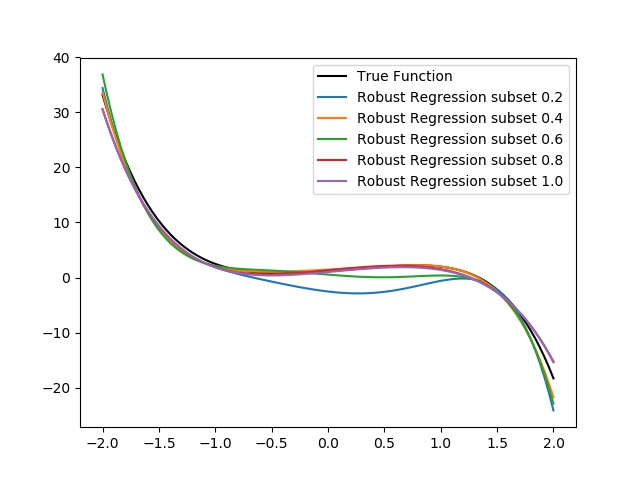 40
30
20
10
0
−10
−20
−2.0 −1.5 −1.0 −0.5 0.0 0.5 1.0 1.5 2.0
True Function
Robust Regression subset 0.2
Robust Regression subset 0.4
Robust Regression subset 0.6
Robust Regression subset 0.8
Robust Regression subset 1.0